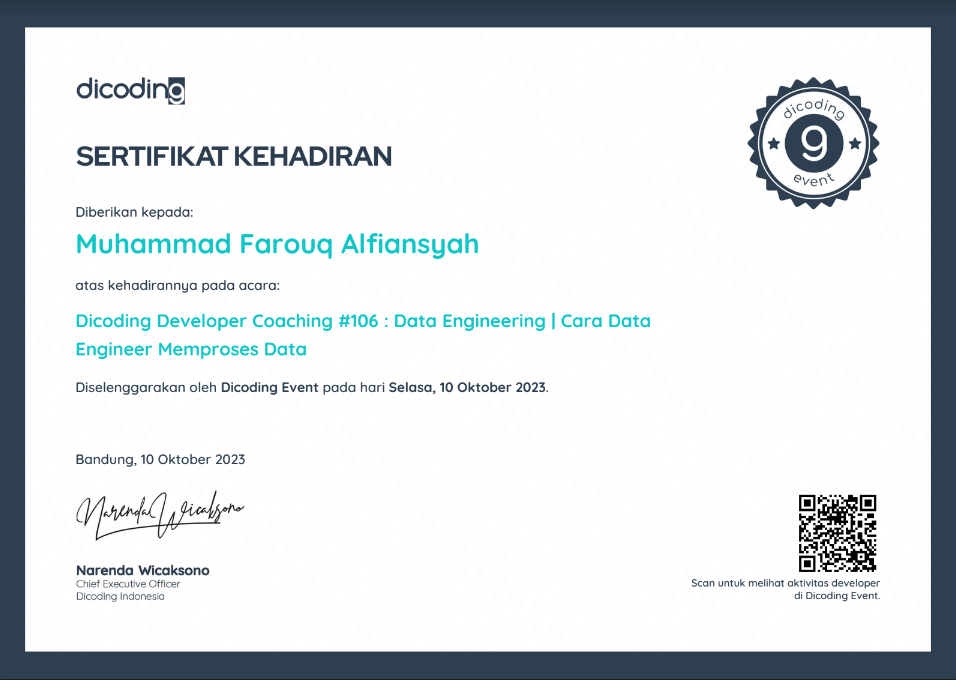 dicoding
SERTIFIKAT KEHADIRAN
dicoding
g
event
Diberikan kepada:
Muhammad Farouq Alfiansyah
atas kehadirannya pada acara:
Dicoding Developer Coaching #106 : Data Engineering | Cara Data
Engineer Memproses Data
Diselenggarakan oleh Dicoding Event pada hari Selasa, 10 Oktober 2023.
Bandung, 10 Oktober 2023
Narenda Wicaksono
Narenda Wicaksono
Chief Executive Officer
Dicoding Indonesia
Scan untuk melihat aktivitas developer
di Dicoding Event.